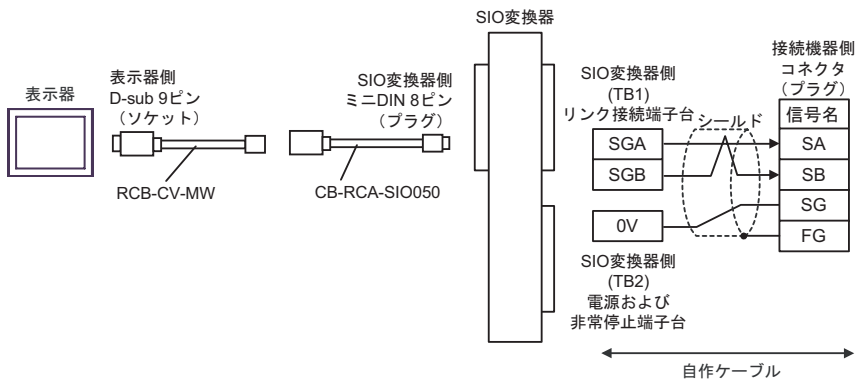 SIO変換器
表示器
表示器側
D-sub 9ピン
（ソケット）
RCB-CV-MW
SIO変換器側
ミニDIN 8ピン
（プラグ）
CB-RCA-SIO050
SIO変換器側
(TB1)
リンク接続端子台
シールド
接続機器側
コネクタ
（プラグ）
信号名
SGA
SA
SGB
SB
SG
0V
FG
SIO変換器側
(TB2)
電源および
非常停止端子台
自作ケーブル